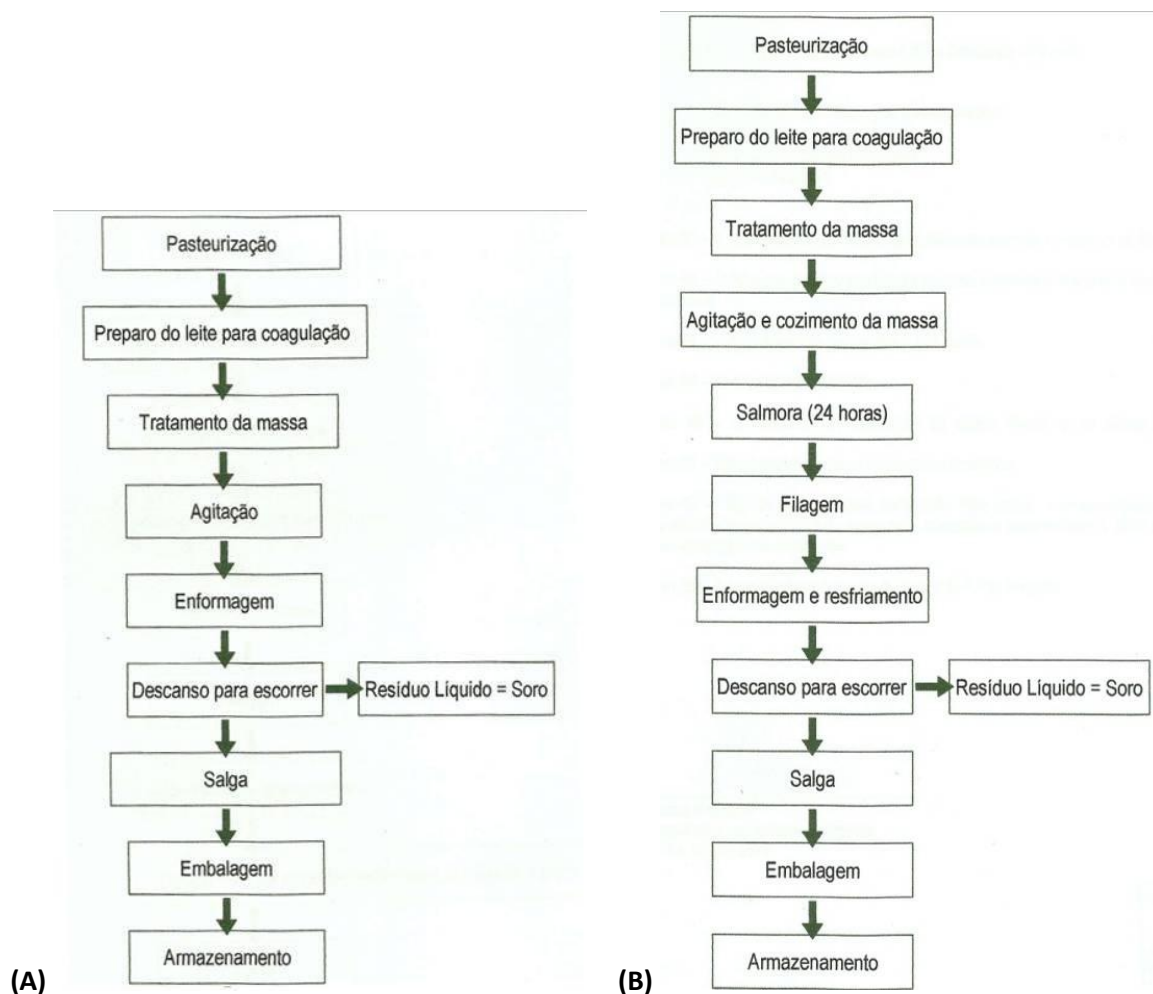 Pasteurização
Preparo do leite para coagulação
Tratamento da massa
Agitação
Enformagem
Descanso para escorrer
Resíduo Líquido = Soro
Salga
Embalagem
Armazenamento
(A)
Pasteurização
Preparo do leite para coagulação
Tratamento da massa
Agitação e cozimento da massa
Salmora (24 horas)
Filagem
Enformagem e resfriamento
Descanso para escorrer
Resíduo Líquido = Soro
Salga
Embalagem
Armazenamento
(B)